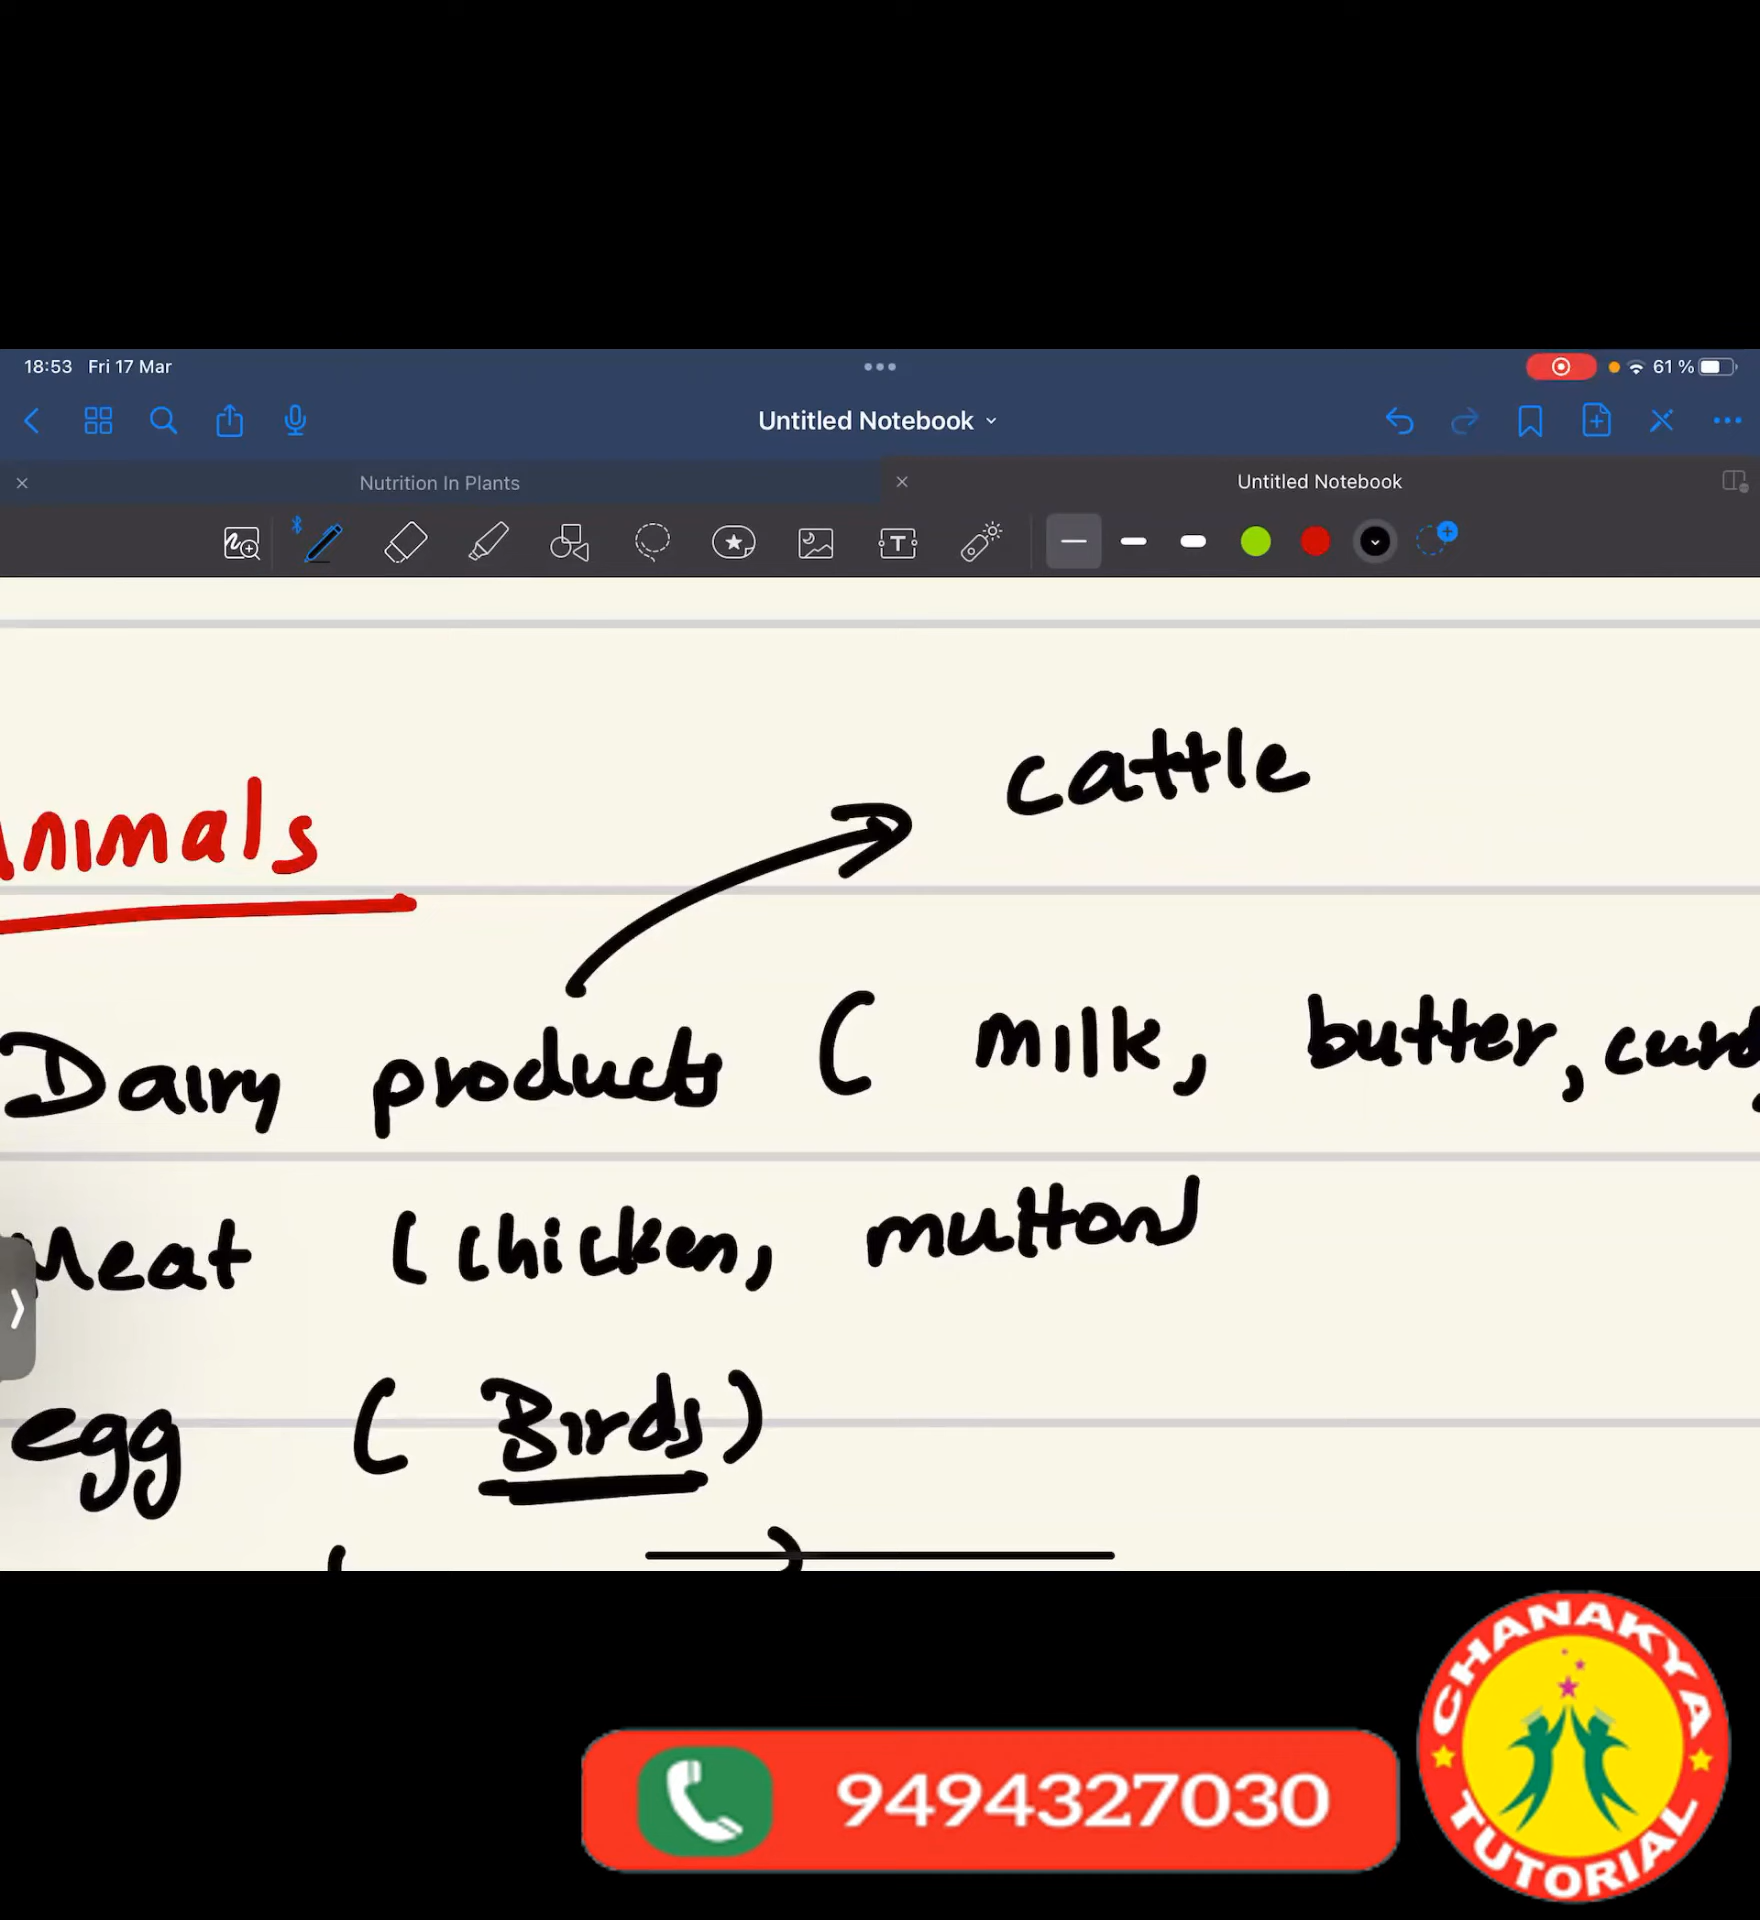 18:53 Fri 17 Mar
61 %
Untitled Notebook
Nutrition In Plants
Untitled Notebook
T
cattle
Animals
Dairy products ( milk, butter, curd
Meat (chicken, mutton)
egg ( Birds)
9494327030
CHANAKYA
TUTORIAL